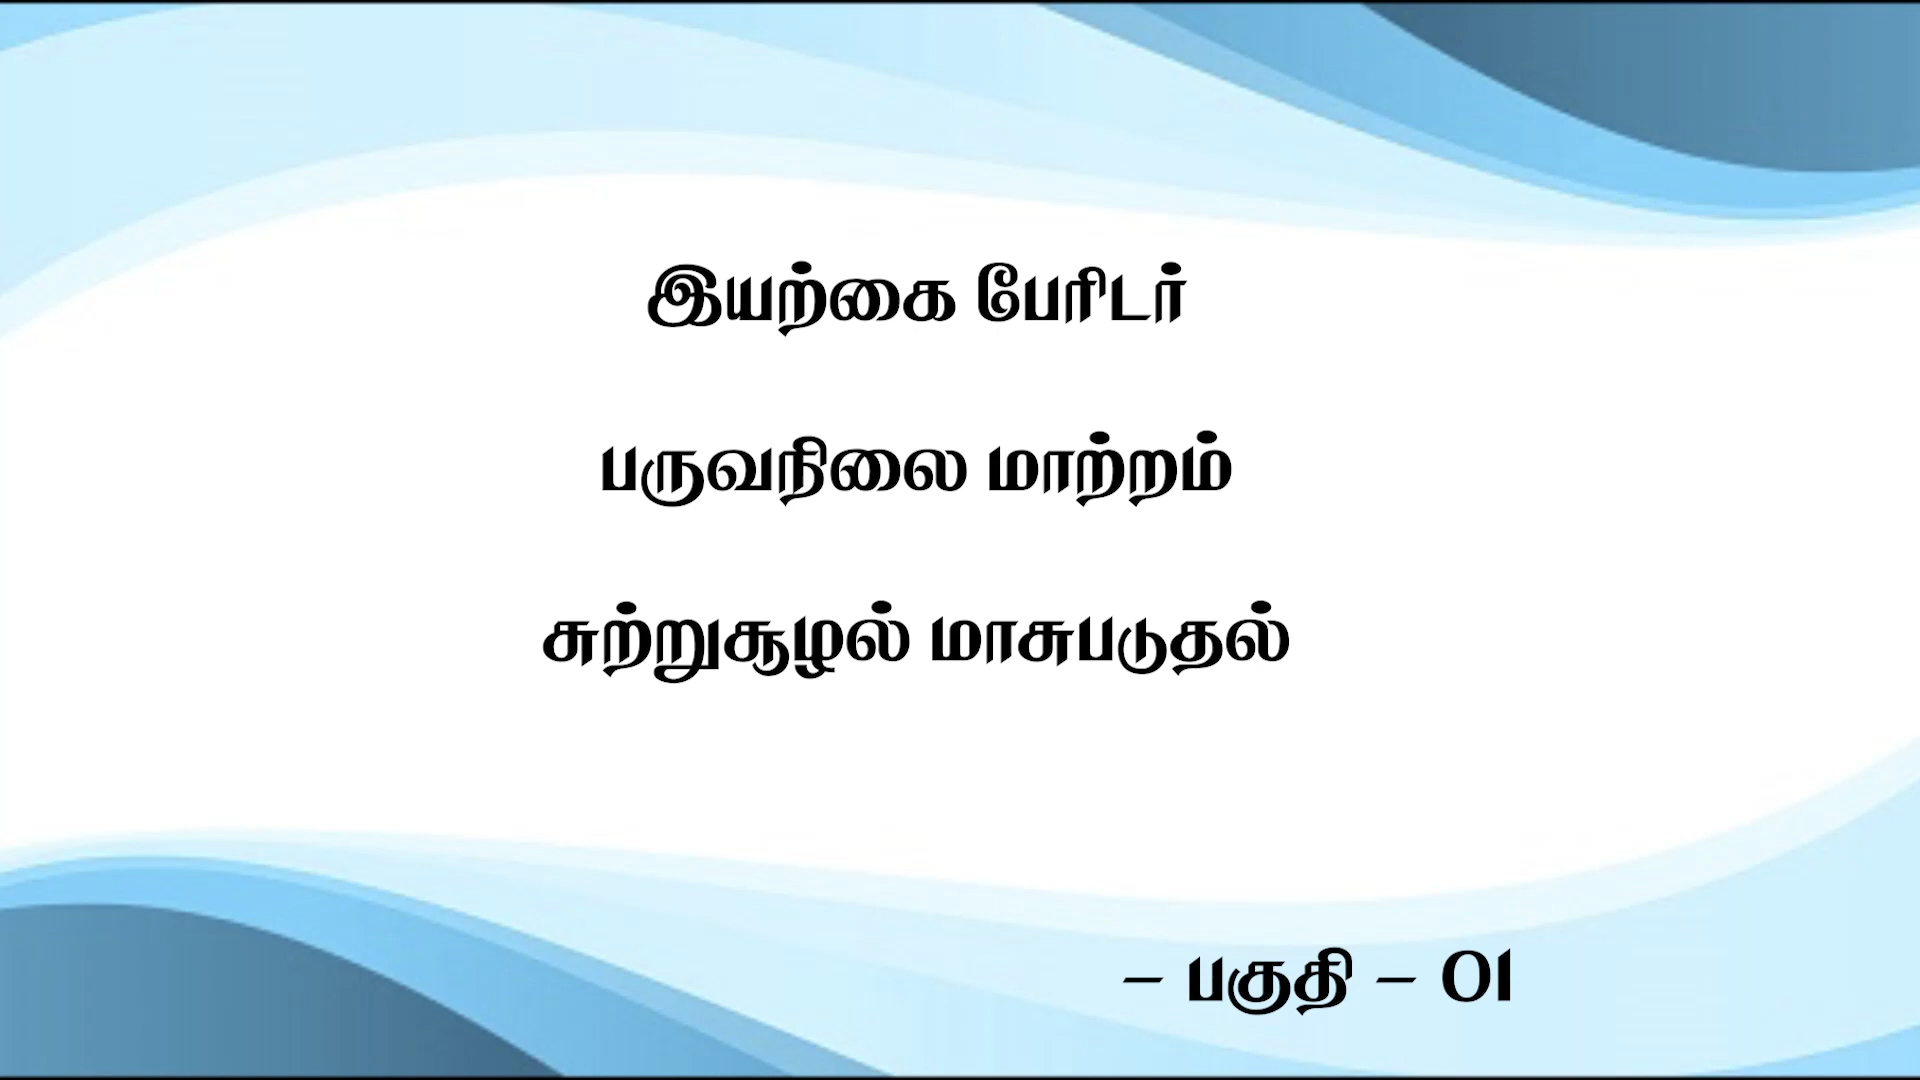 இயற்கை பேரிடர்
பருவநிலை மாற்றம்
சுற்றுசூழல் மாசுபடுதல்
– பகுதி – 01